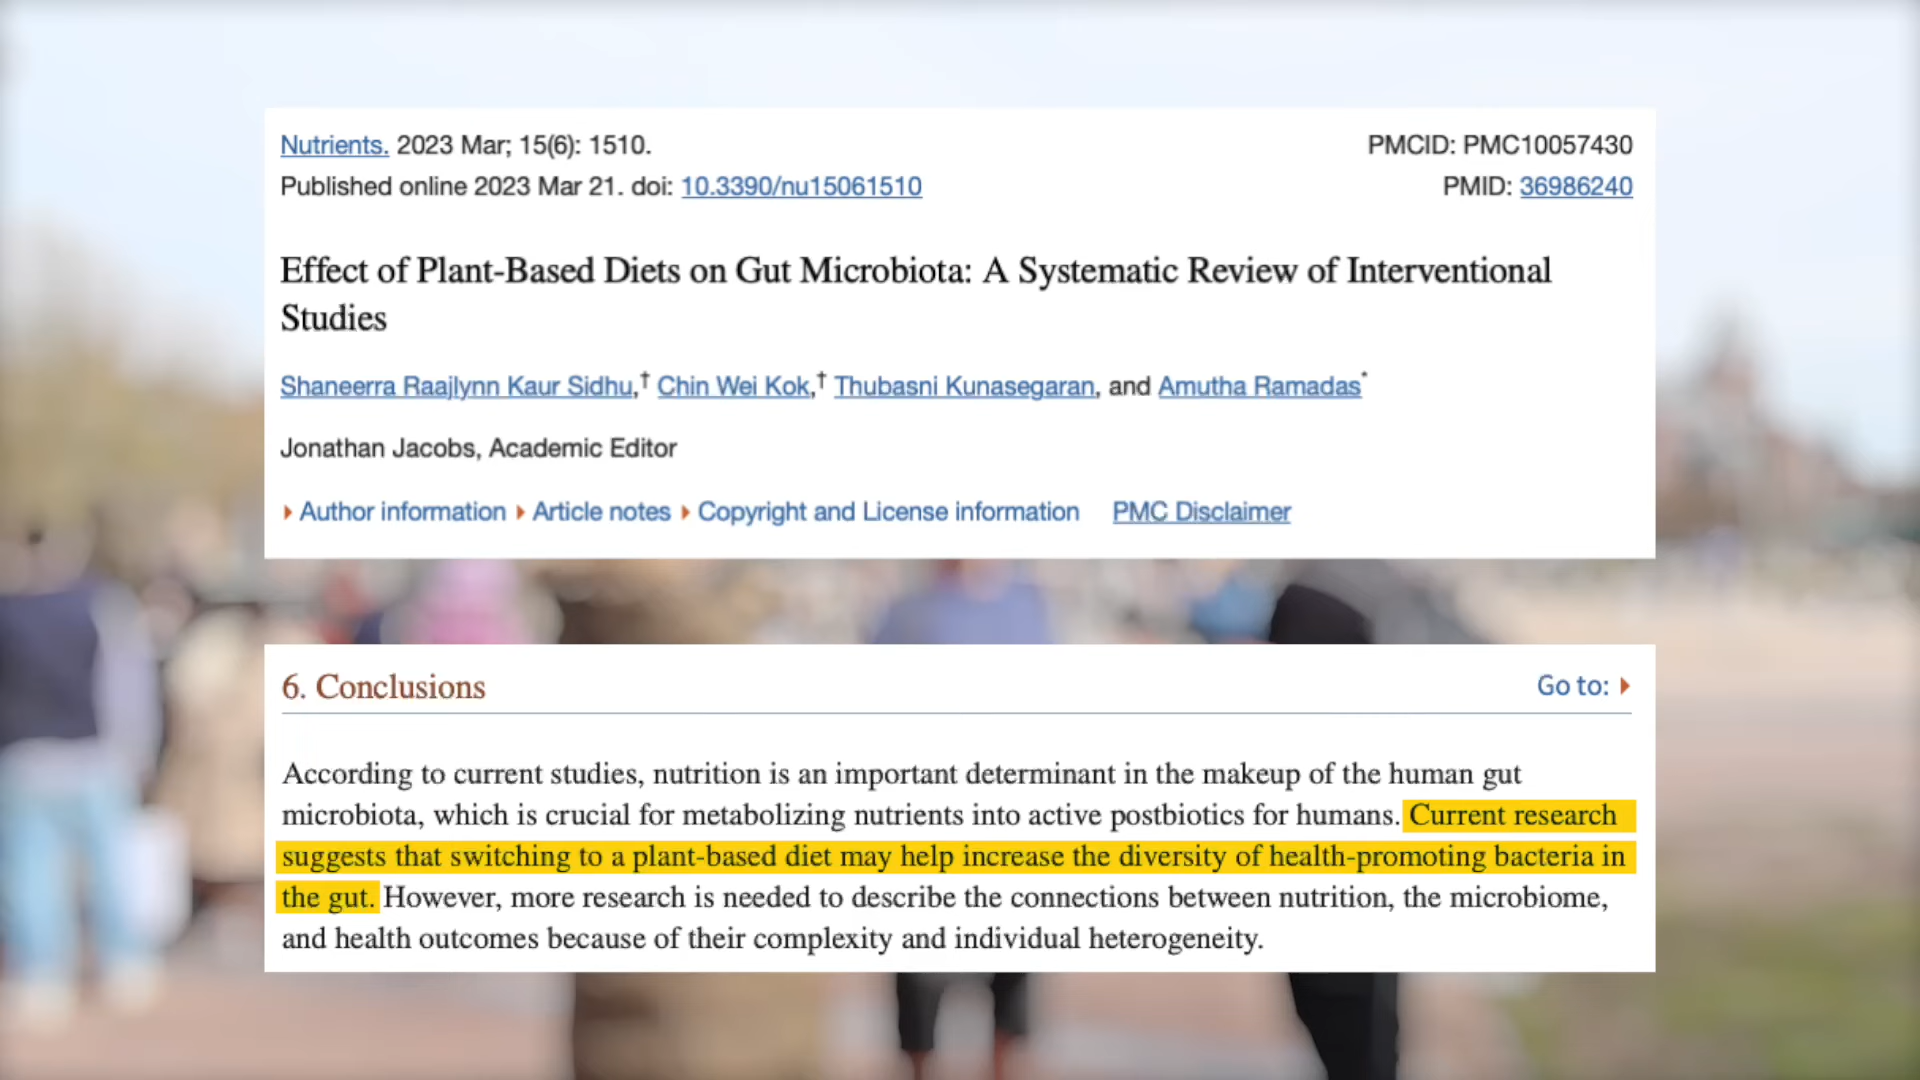 Nutrients. 2023 Mar; 15(6): 1510.
PMCID: PMC10057430
Published online 2023 Mar 21. doi: 10.3390/nu15061510
PMID: 36986240
Effect of Plant-Based Diets on Gut Microbiota: A Systematic Review of Interventional
Studies
Shaneerra Raajlynn Kaur Sidhu,† Chin Wei Kok,† Thubasni Kunasegaran, and Amutha Ramadas*
Jonathan Jacobs, Academic Editor
Author information Article notes Copyright and License information PMC Disclaimer
6. Conclusions
Go to:
According to current studies, nutrition is an important determinant in the makeup of the human gut
microbiota, which is crucial for metabolizing nutrients into active postbiotics for humans. Current research
suggests that switching to a plant-based diet may help increase the diversity of health-promoting bacteria in
the gut. However, more research is needed to describe the connections between nutrition, the microbiome,
and health outcomes because of their complexity and individual heterogeneity.